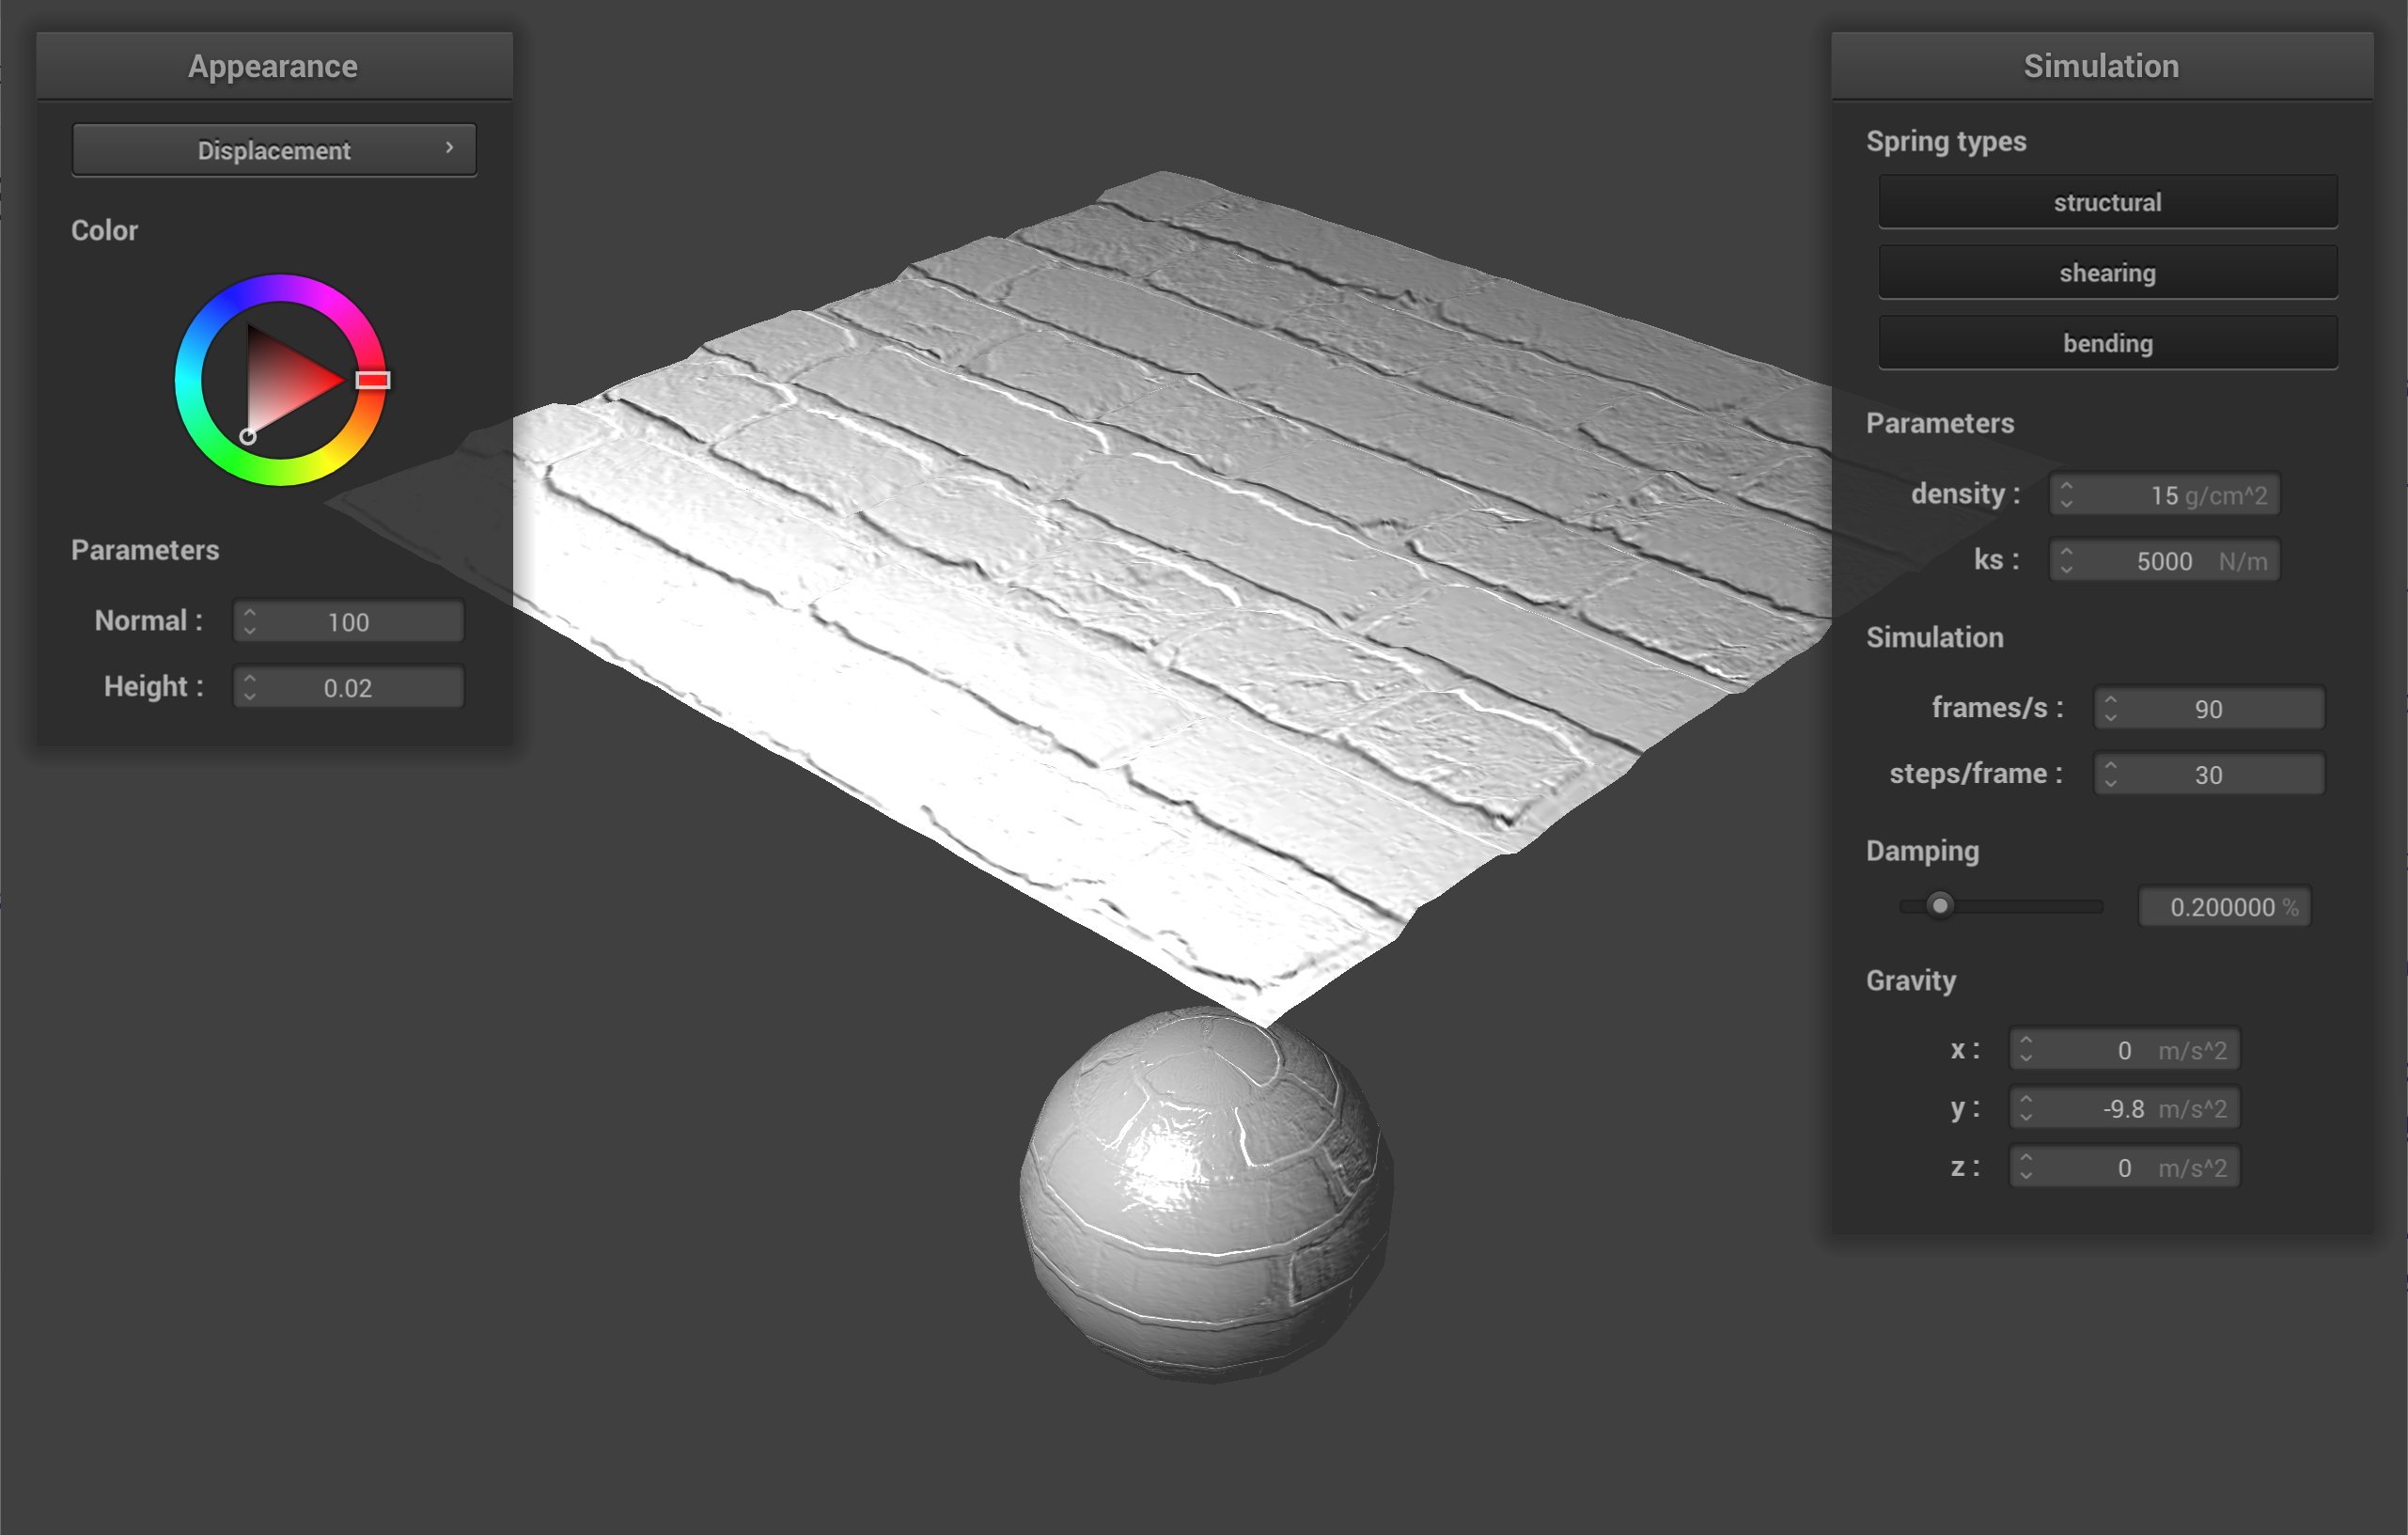 Appearance
Displacement
Color
Parameters
Normal : 100
Height : 0.02
Simulation
Spring types
structural
shearing
bending
Parameters
density : 15 g/cm^2
ks : 5000 N/m
Simulation
frames/s : 90
steps/frame : 30
Damping
0.200000 %
Gravity
x : 0 m/s^2
y : -9.8 m/s^2
z : 0 m/s^2